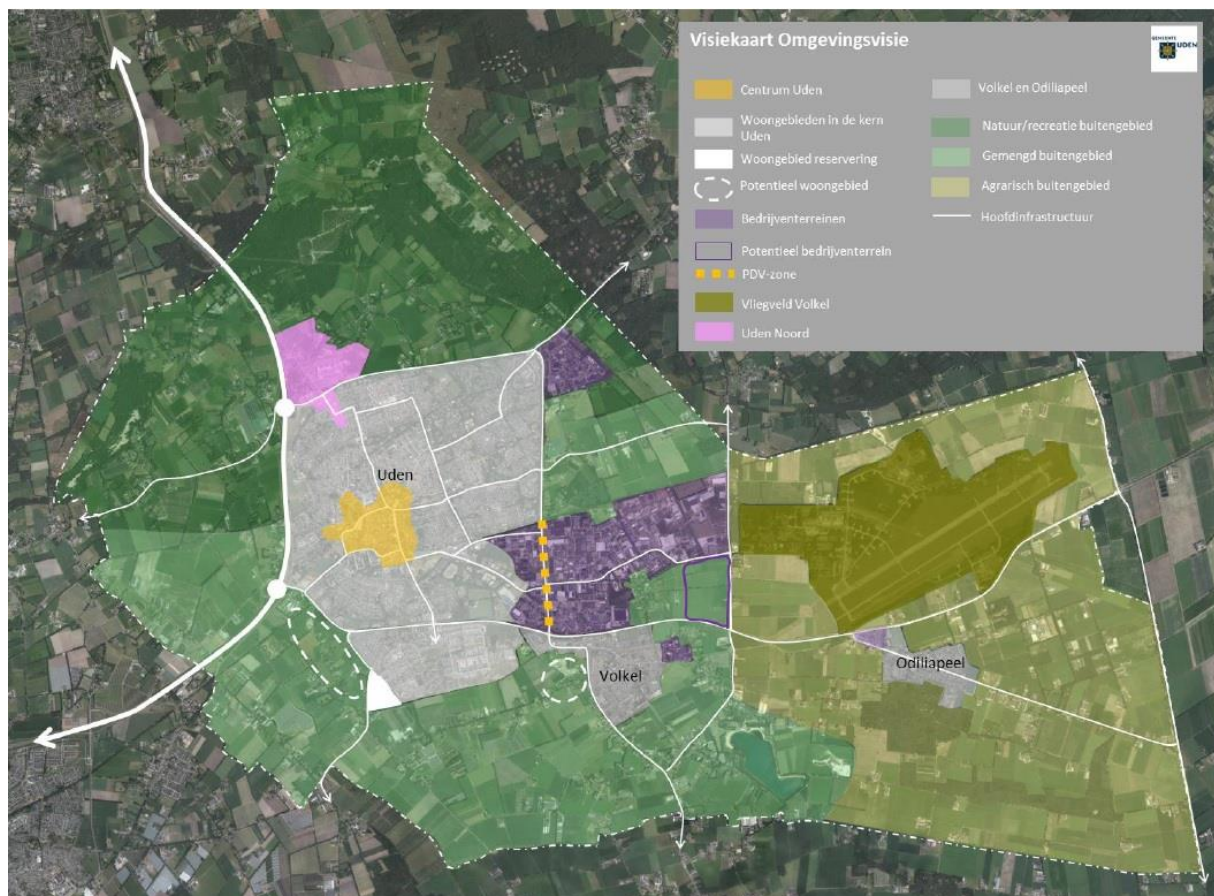 Visiekaart Omgevingsvisie
GEMEENTE
UDEN
Centrum Uden
Woongebieden in de kern
Uden
Woongebied reservering
Potentieel woongebied
Bedrijventerreinen
Potentieel bedrijventerrein
PDV-zone
Vliegveld Volkel
Uden Noord
Volkel en Odiliapeel
Natuur/recreatie buitengebied
Gemengd buitengebied
Agrarisch buitengebied
Hoofdinfrastructuur
Uden
Volkel
Odiliapeel